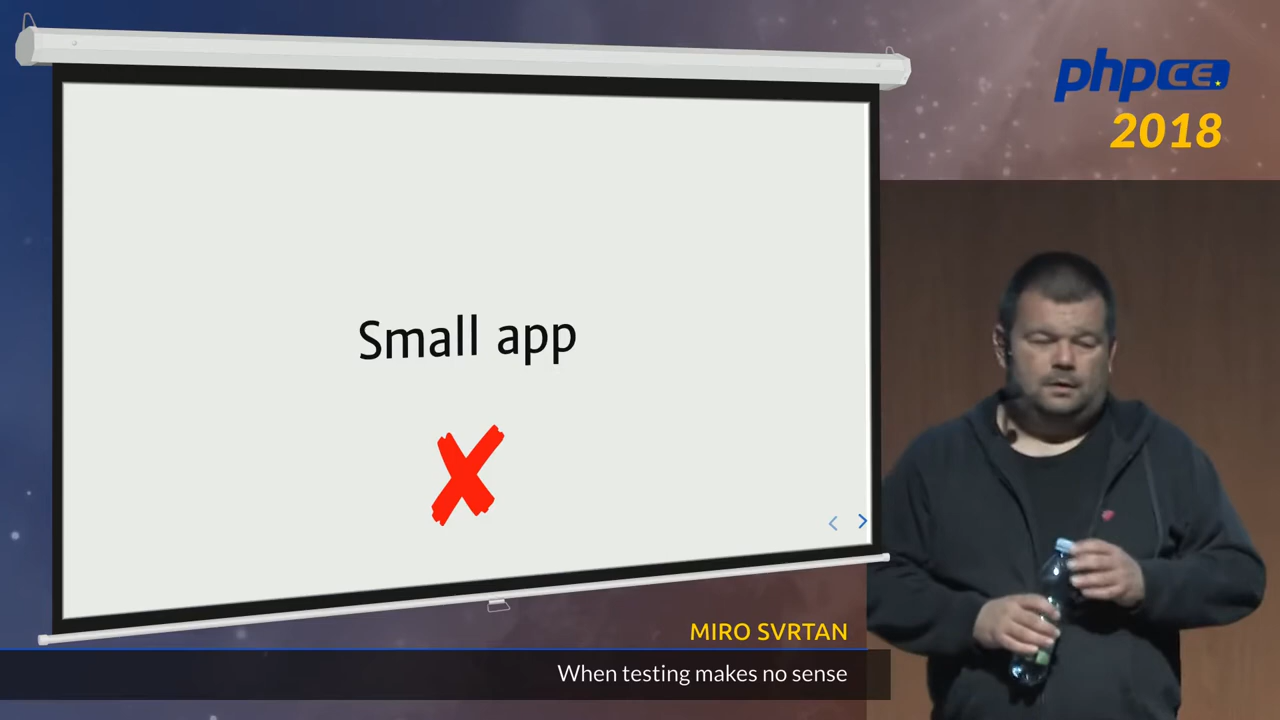 phpCE.
2018
Small app
MIRO SVRTAN
When testing makes no sense